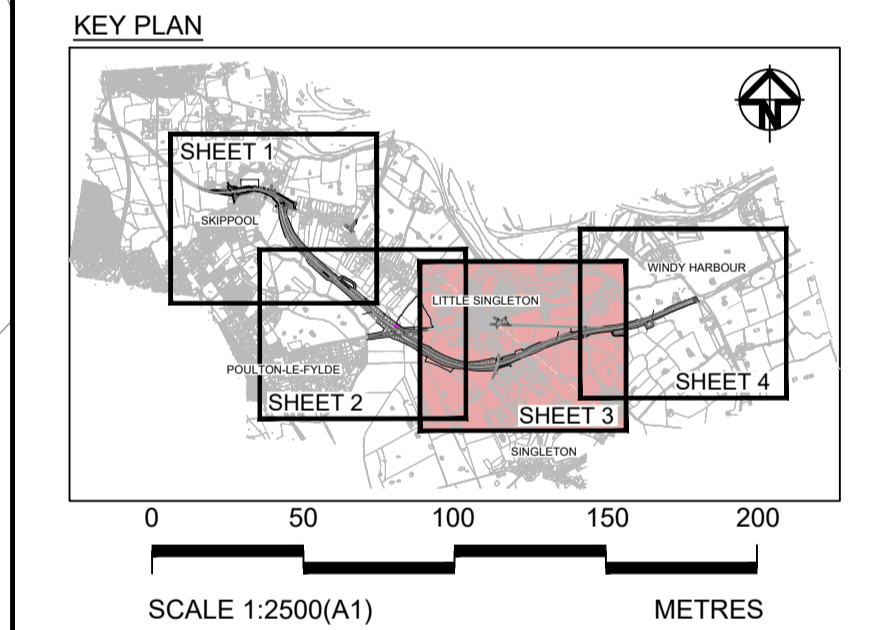 KEY PLAN
N
SHEET 1
SKIPPOOL
WINDY HARBOUR
LITTLE SINGLETON
POULTON-LE-FYLDE
SHEET 4
SHEET 2
SHEET 3
SINGLETON
0 50 100 150 200
SCALE 1:2500(A1) METRES